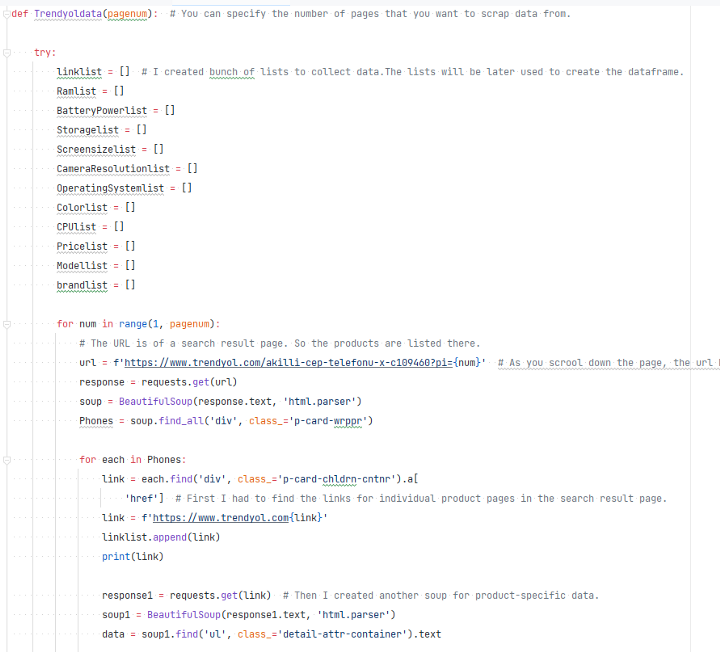 def Trendyoldata(pagenum):  # You can specify the number of pages that you want to scrap data from.
try:
linklist = []  # I created bunch of lists to collect data.The lists will be later used to create the dataframe.
Ramlist = []
BatteryPowerlist = []
Storagelist = []
Screensizelist = []
CameraResolutionlist = []
OperatingSystemlist = []
Colorlist = []
CPUlist = []
Pricelist = []
Modellist = []
brandlist = []
for num in range(1, pagenum):
# The URL is of a search result page. So the products are listed there.
url = f'https://www.trendyol.com/akilli-cep-telefonu-x-c109460?pi={num}'  # As you scrool down the page, the url
response = requests.get(url)
soup = BeautifulSoup(response.text, 'html.parser')
Phones = soup.find_all('div', class_='p-card-wrppr')
for each in Phones:
link = each.find('div', class_='p-card-chldrn-cntnr').a[
'href']  # First I had to find the links for individual product pages in the search result page.
link = f'https://www.trendyol.com{link}'
linklist.append(link)
print(link)
response1 = requests.get(link)  # Then I created another soup for product-specific data.
soup1 = BeautifulSoup(response1.text, 'html.parser')
data = soup1.find('ul', class_='detail-attr-container').text